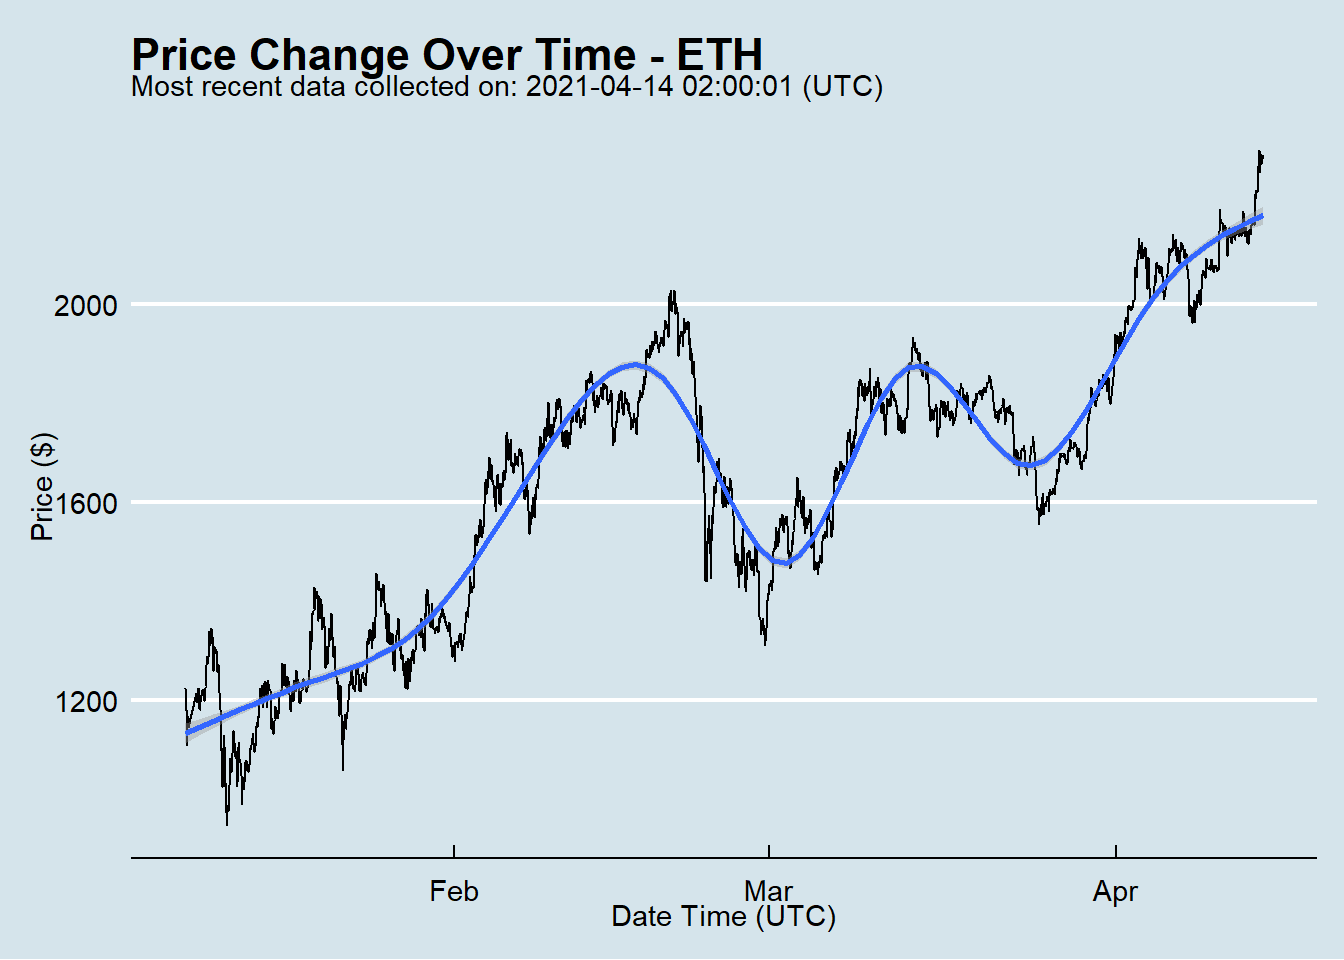 Price Change Over Time - ETH
Most recent data collected on: 2021-04-14 02:00:01 (UTC)
Price ($)
2000
1600
1200
Feb Mar Apr
Date Time (UTC)